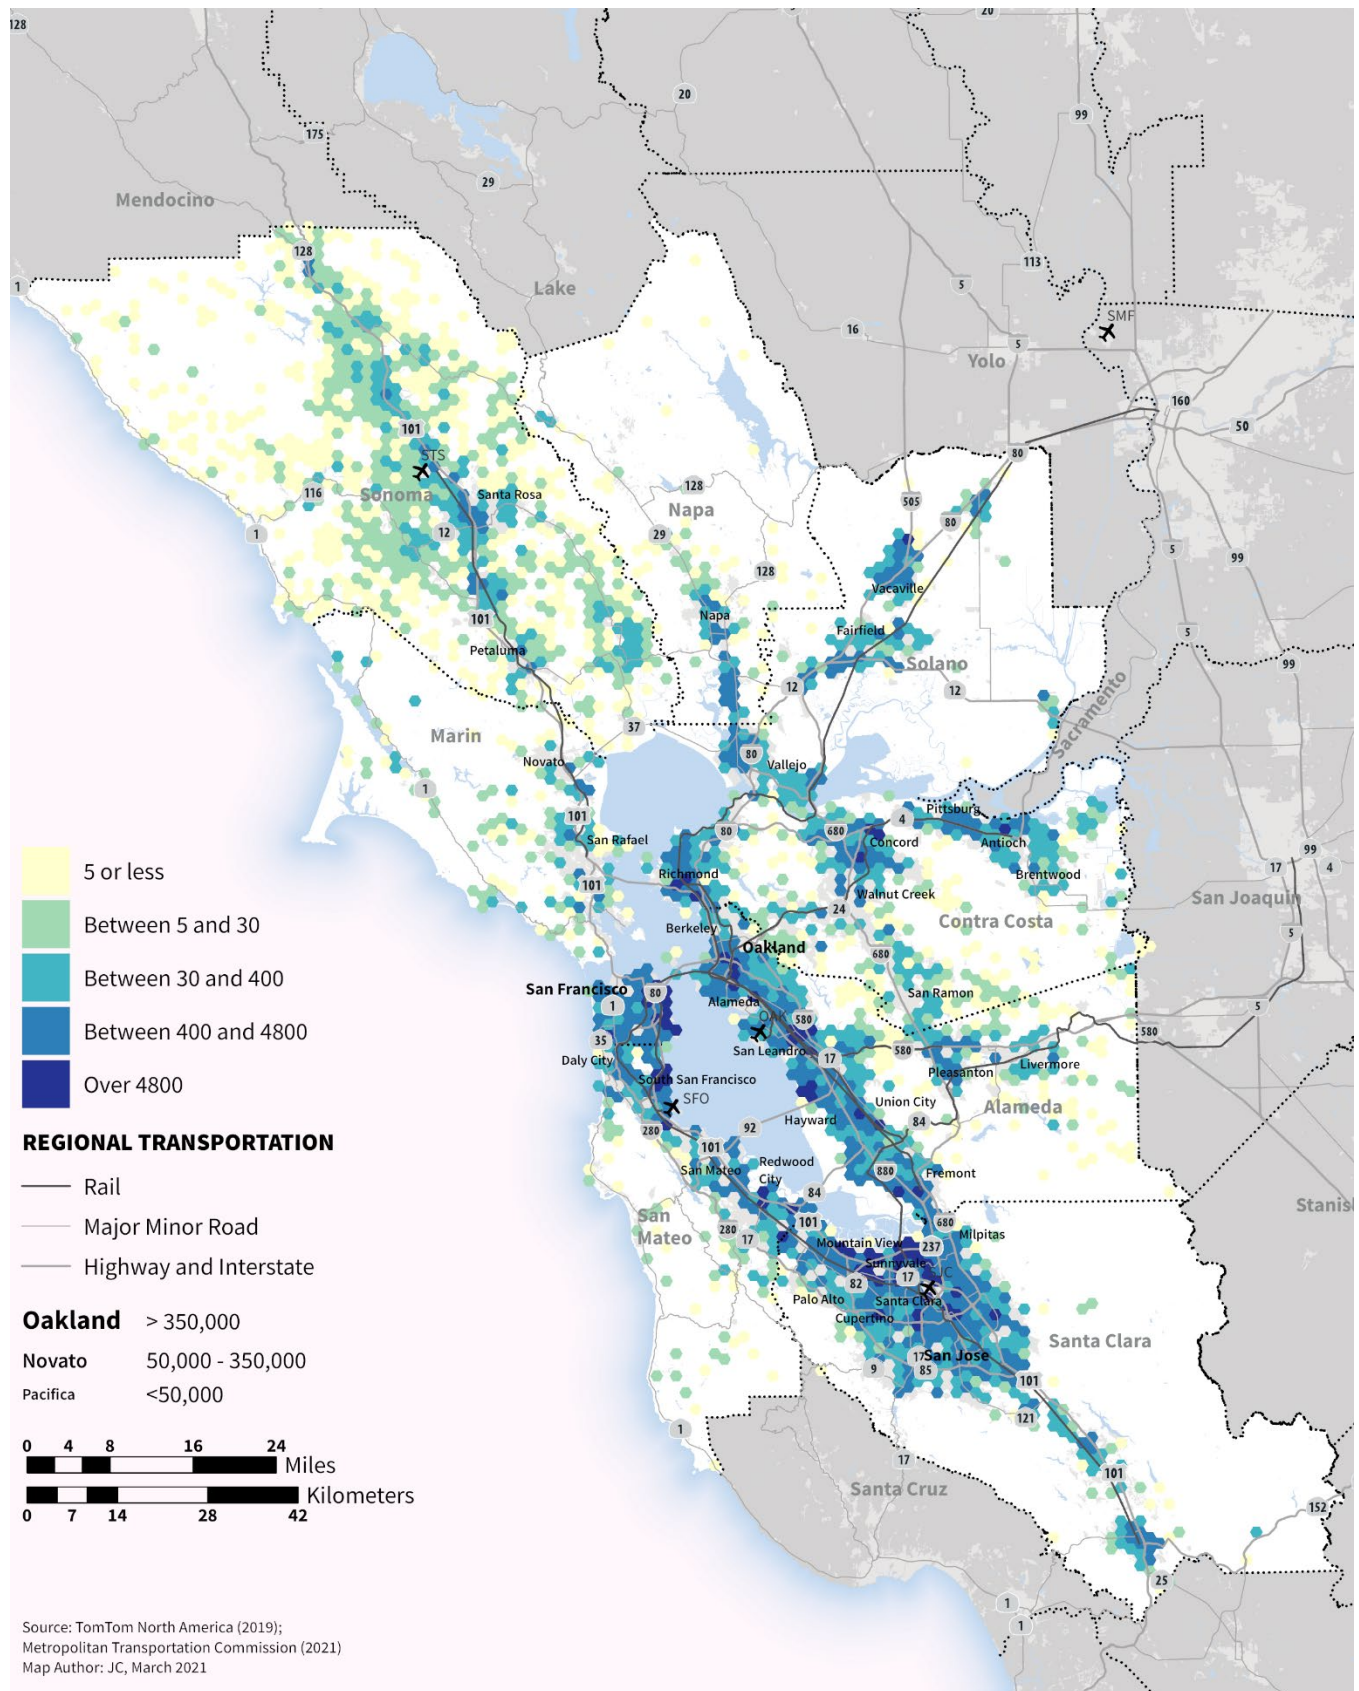 128
20
5
20
99
175
29
Mendocino
128
113
Lake
1
5
SMF
16
Yolo
5
160
50
101
80
STS
128
505
116
Sonoma
Santa Rosa
Napa
80
1
12
29
5
99
128
Vacaville
Napa
101
Fairfield
5
Petaluma
Solano
99
12
12
Sacramento
37
Marin
80
Novato
Vallejo
1
Pittsburg
101
4
80
680
San Rafael
Concord
Antioch
99
17
4
Richmond
Brentwood
101
Walnut Creek
San Joaquin
24
Contra Costa
Berkeley
5
Oakland
680
San Francisco
80
San Ramon
1
Alameda
5
OAK
580
580
35
San Leandro
580
Daly City
17
Livermore
Pleasanton
South San Francisco
SFO
Union City
Alameda
Hayward
84
280
92
101
Redwood
City
San Mateo
880
Fremont
84
Stanisl
San
Mateo
280
101
680
17
Milpitas
Mountain View
237
Sunnyvale
17
82
Palo Alto
Santa Clara
Cupertino
Santa Clara
17
San Jose
9
85
101
121
1
17
101
Santa Cruz
152
25
1
1
5 or less
Between 5 and 30
Between 30 and 400
Between 400 and 4800
Over 4800
REGIONAL TRANSPORTATION
Rail
Major Minor Road
Highway and Interstate
Oakland > 350,000
Novato 50,000 - 350,000
Pacifica <50,000
0 4 8 16 24
Miles
Kilometers
0 7 14 28 42
Source: TomTom North America (2019);
Metropolitan Transportation Commission (2021)
Map Author: JC, March 2021